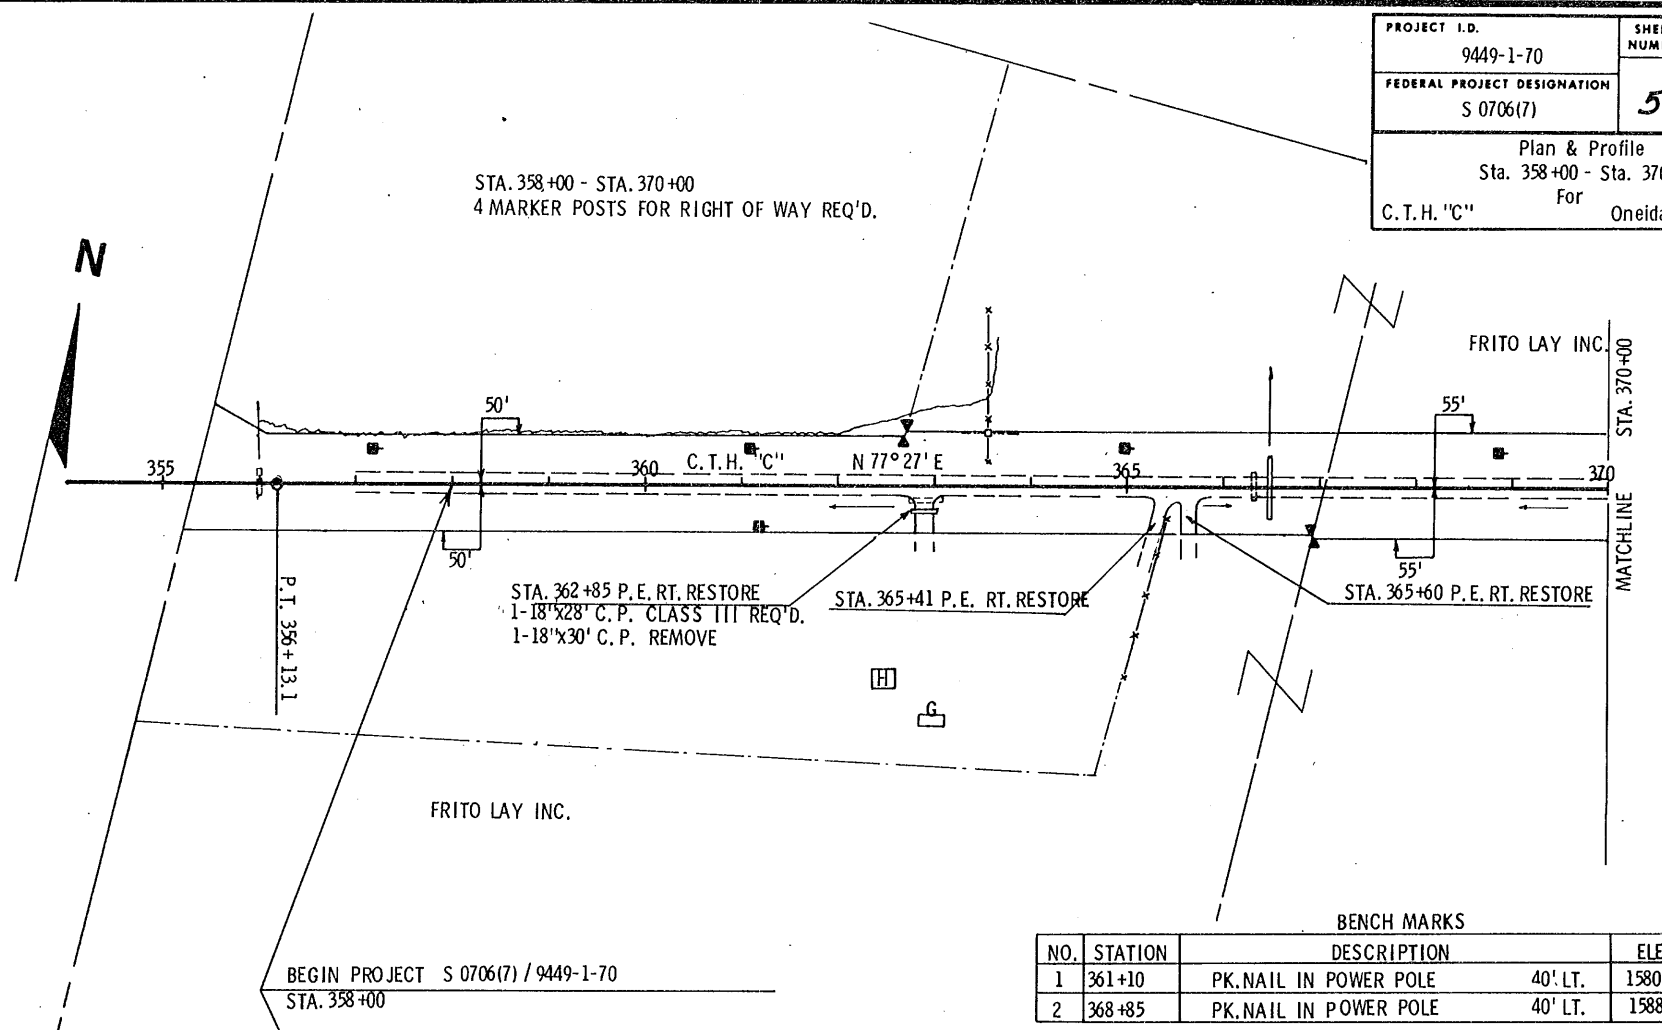 PROJECT I.D.
9449-1-70
FEDERAL PROJECT DESIGNATION
S 0706(7)
5
Plan & Profile
Sta. 358+00 - Sta.
For
C.T.H. "C"
STA. 358+00 - STA. 370+00
4 MARKER POSTS FOR RIGHT OF WAY REQ'D.
N
FRITO LAY INC.
STA. 370+00
50'
55'
355
360
C.T.H. "C"
N 77° 27' E
365
370
50'
55'
MATCHLINE
P.T. 356+13.1
STA. 362+85 P.E. RT. RESTORE
1-18"x28' C.P. CLASS III REQ'D.
1-18"x30' C.P. REMOVE
STA. 365+41 P.E. RT. RESTORE
STA. 365+60 P.E. RT. RESTORE
H
G
FRITO LAY INC.
BEGIN PROJECT S 0706(7) / 9449-1-70
STA. 358+00
BENCH MARKS
NO. STATION DESCRIPTION
1 361+10 PK.NAIL IN POWER POLE 40' LT. 1580
2 368+85 PK.NAIL IN POWER POLE 40' LT. 1588